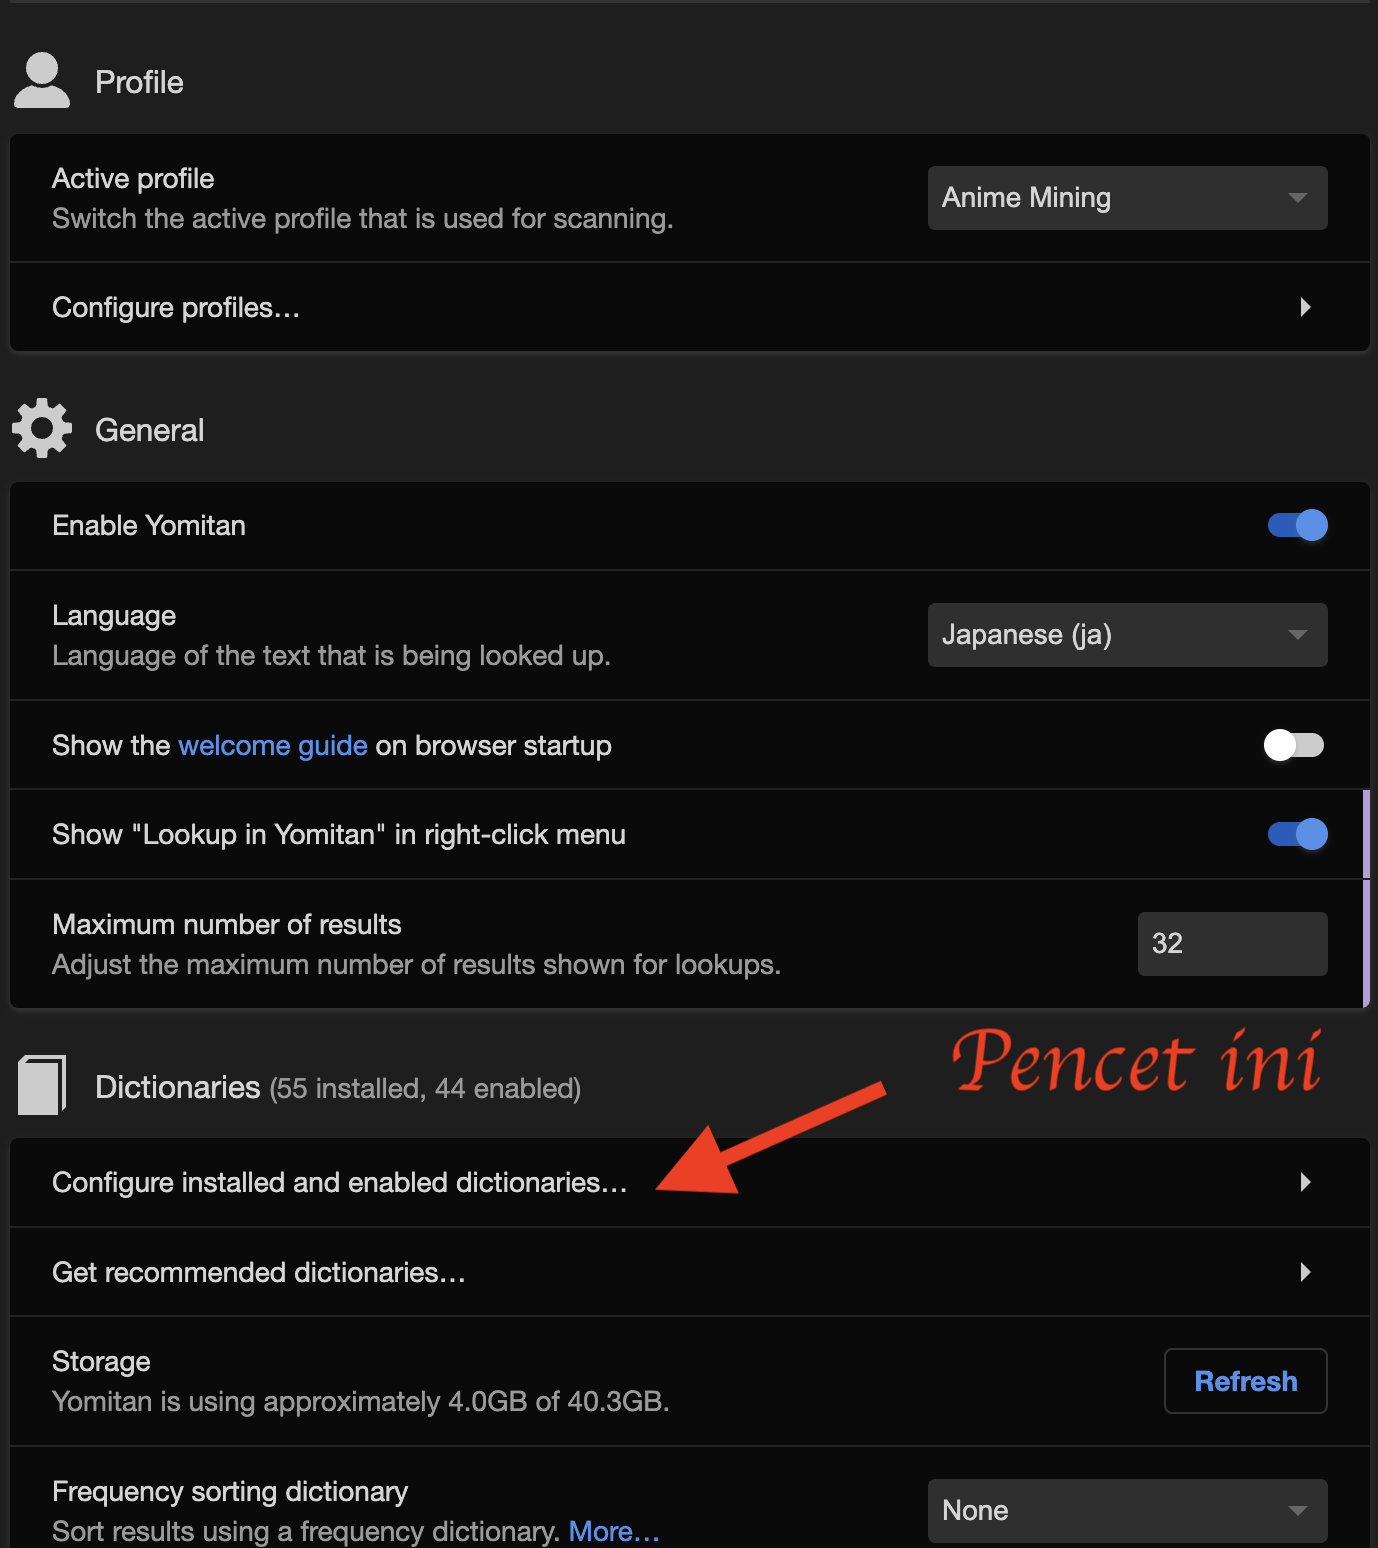 Profile
Active profile
Switch the active profile that is used for scanning.
Anime Mining
Configure profiles…
General
Enable Yomitan
Language
Language of the text that is being looked up.
Japanese (ja)
Show the welcome guide on browser startup
Show "Lookup in Yomitan" in right-click menu
Maximum number of results
Adjust the maximum number of results shown for lookups.
32
Pencet ini
Dictionaries (55 installed, 44 enabled)
Configure installed and enabled dictionaries…
Get recommended dictionaries…
Storage
Yomitan is using approximately 4.0GB of 40.3GB.
Refresh
Frequency sorting dictionary
Sort results using a frequency dictionary. More…
None